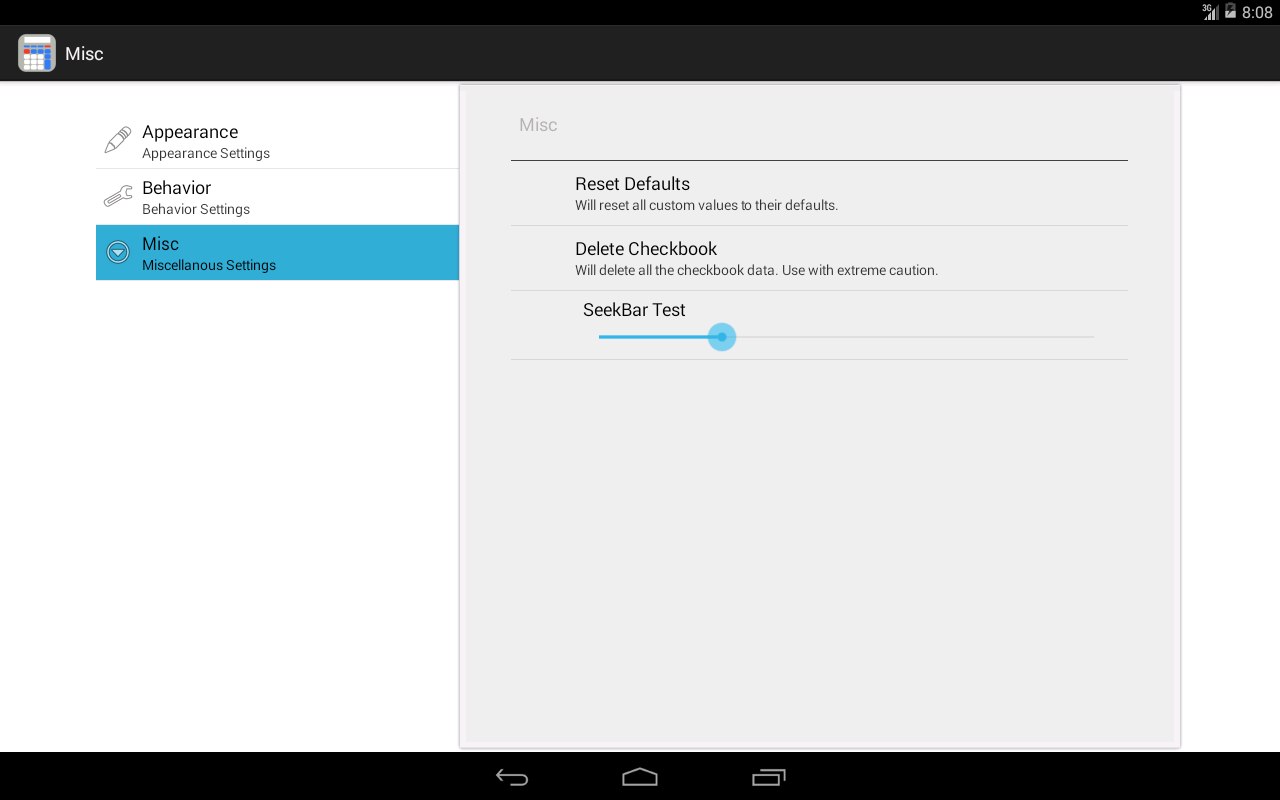 3G 8:08
Misc
Appearance
Appearance Settings
Behavior
Behavior Settings
Misc
Miscellanous Settings
Misc
Reset Defaults
Will reset all custom values to their defaults.
Delete Checkbook
Will delete all the checkbook data. Use with extreme caution.
SeekBar Test